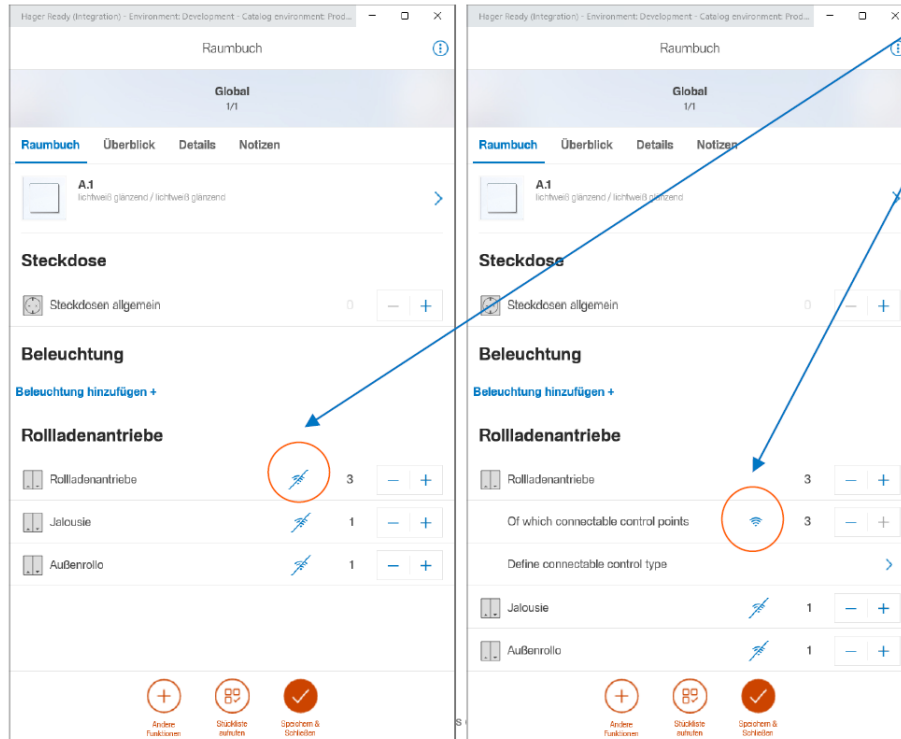 Hager Ready (Integration) - Environment: Development - Catalog environment: Prod...
Raumbuch
Global
1/1
Raumbuch Überblick Details Notizen
A.1
lichtweiß glänzend / lichtweiß glänzend
Steckdose
Steckdosen allgemein 0 − +
Beleuchtung
Beleuchtung hinzufügen +
Rollladenantriebe
Rollladenantriebe 3 − +
Jalousie 1 − +
Außenrollo 1 − +
Andere Funktionen
Stückliste aufrufen
Speichern & Schließen
Hager Ready (Integration) - Environment: Development - Catalog environment: Prod...
Raumbuch
Global
1/1
Raumbuch Überblick Details Notizen
A.1
lichtweiß glänzend / lichtweiß glänzend
Steckdose
Steckdosen allgemein 0 − +
Beleuchtung
Beleuchtung hinzufügen +
Rollladenantriebe
Rollladenantriebe 3 − +
Of which connectable control points 3 − +
Define connectable control type
Jalousie 1 − +
Außenrollo 1 − +
Andere Funktionen
Stückliste aufrufen
Speichern & Schließen